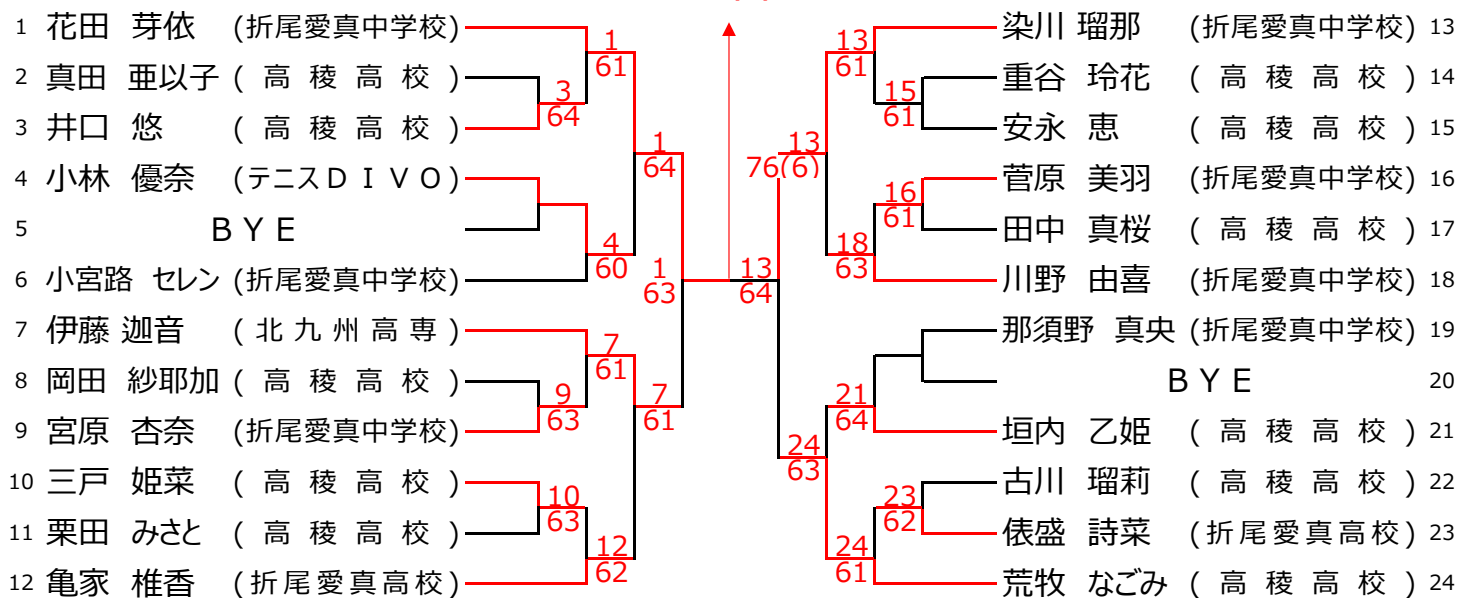 1 花田 芽依 (折尾愛真中学校)
2 真田 亜以子 ( 高 稜 高 校 )
3 井口 悠 ( 高 稜 高 校 )
4 小林 優奈 (テニスＤＩＶＯ)
5 ＢＹＥ
6 小宮路 セレン (折尾愛真中学校)
7 伊藤 迦音 ( 北 九 州 高 専 )
8 岡田 紗耶加 ( 高 稜 高 校 )
9 宮原 杏奈 (折尾愛真中学校)
10 三戸 姫菜 ( 高 稜 高 校 )
11 栗田 みさと ( 高 稜 高 校 )
12 亀家 椎香 (折尾愛真高校)
3
64
9
63
10
63
1
61
4
60
7
61
12
62
1
64
7
61
1
63
13
64
13
76(6)
24
63
13
61
18
63
21
64
24
61
15
61
16
61
23
62
染川 瑠那 (折尾愛真中学校) 13
重谷 玲花 ( 高 稜 高 校 ) 14
安永 恵 ( 高 稜 高 校 ) 15
菅原 美羽 (折尾愛真中学校) 16
田中 真桜 ( 高 稜 高 校 ) 17
川野 由喜 (折尾愛真中学校) 18
那須野 真央 (折尾愛真中学校) 19
ＢＹＥ 20
垣内 乙姫 ( 高 稜 高 校 ) 21
古川 瑠莉 ( 高 稜 高 校 ) 22
俵盛 詩菜 (折尾愛真高校) 23
荒牧 なごみ ( 高 稜 高 校 ) 24